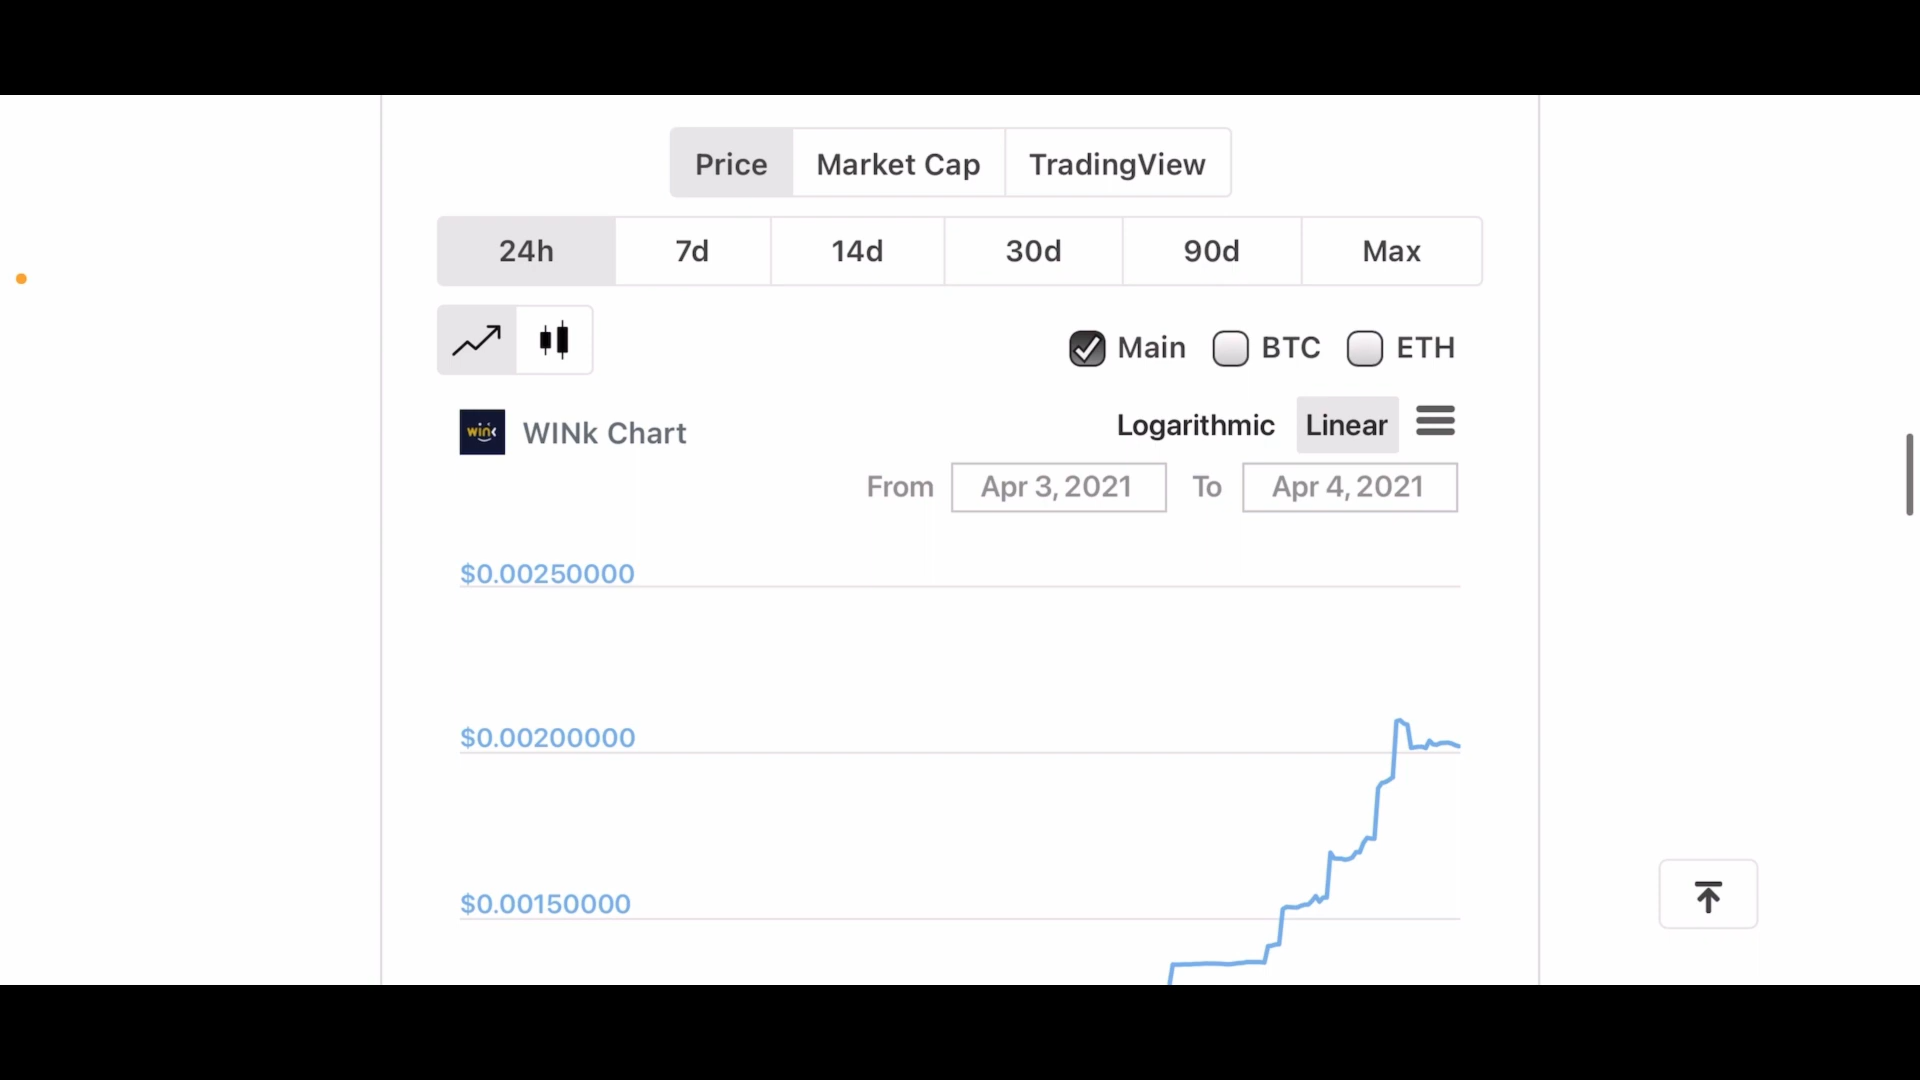 Price Market Cap TradingView
24h 7d 14d 30d 90d Max
Main BTC ETH
wink WINk Chart
Logarithmic Linear
From Apr 3, 2021 To Apr 4, 2021
$0.00250000
$0.00200000
$0.00150000